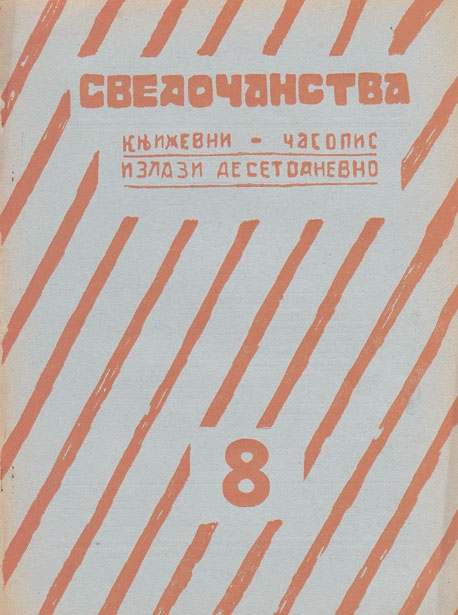 СВЕДОЧАНСТВА
КЊИЖЕВНИ - ЧАСОПИС
ИЗЛАЗИ ДЕСЕТОДНЕВНО
8